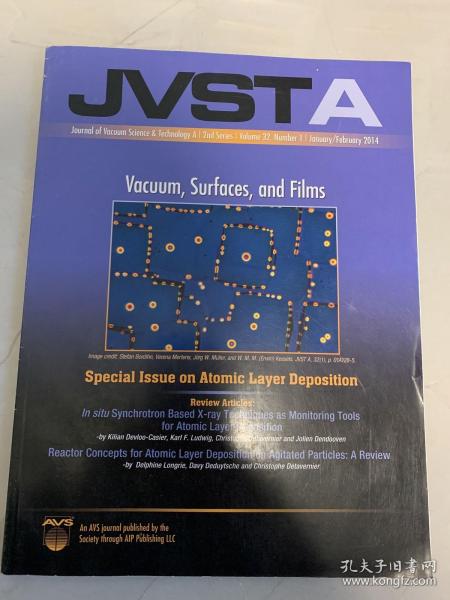 JVST A
Journal of Vacuum Science & Technology A | 2nd Series | Volume 32, Number 1 | January/February 2014
Vacuum, Surfaces, and Films
Image credit: Stefan Bordihn, Verena Mertens, Jörg W. Müller, and W. M. M. (Erwin) Kessels, JVST A, 32(1), p.
Special Issue on Atomic Layer Deposition
Review Articles:
In situ Synchrotron Based X-ray Techniques as Monitoring Tools
for Atomic Layer Deposition
-by Kilian Devloo-Casier, Karl F. Ludwig, Christophe Detavernier and Jolien Dendooven
Reactor Concepts for Atomic Layer Deposition on Agitated Particles: A Review
-by Delphine Longrie, Davy Deduytsche and Christophe Detavernier
AVS
An AVS journal published by the
Society through AIP Publishing LLC
孔夫子旧书网
www.kongfz.com